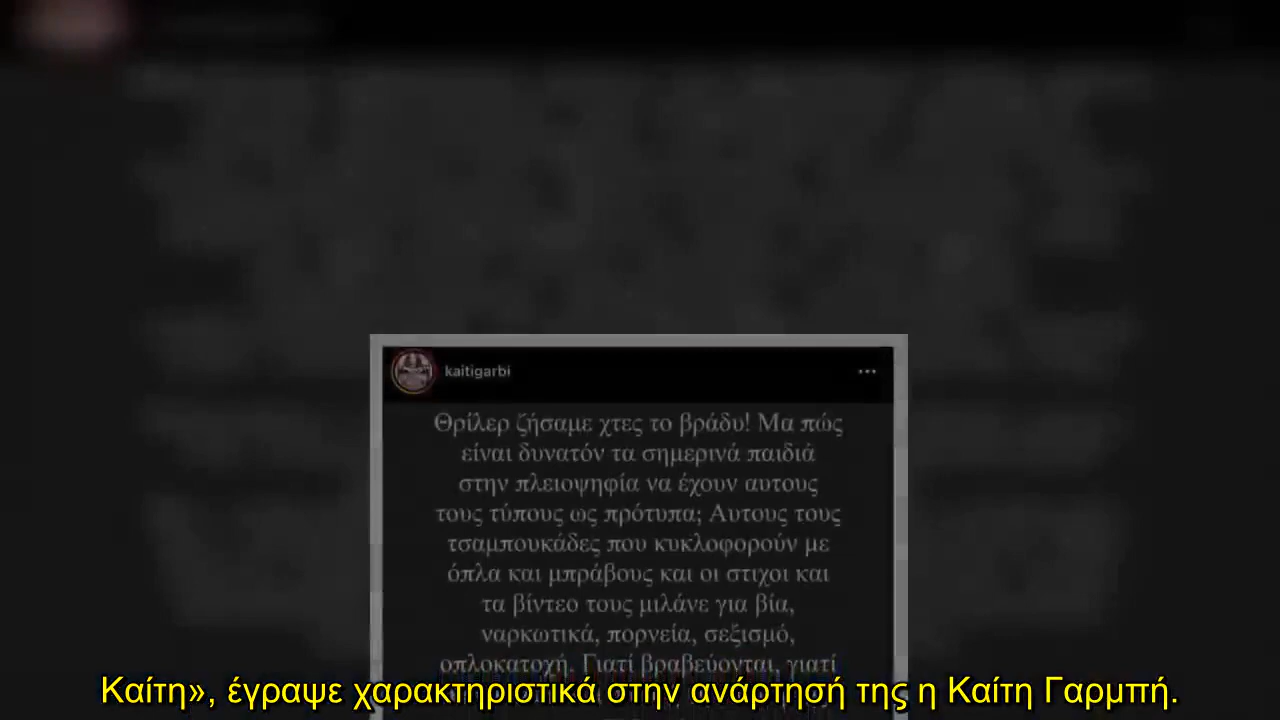 kaitigarbi
Θρίλερ ζήσαμε χτες το βράδυ! Μα πώς
είναι δυνατόν τα σημερινά παιδιά
στην πλειοψηφία να έχουν αυτους
τους τύπους ως πρότυπα; Αυτους τους
τσαμπουκάδες που κυκλοφορούν με
όπλα και μπράβους και οι στιχοι και
τα βίντεο τους μιλάνε για βία,
ναρκωτικά, πορνεία, σεξισμό,
οπλοκατοχή. Γιατί βραβεύονται, γιατί
Καίτη», έγραψε χαρακτηριστικά στην ανάρτησή της η Καίτη Γαρμπή.